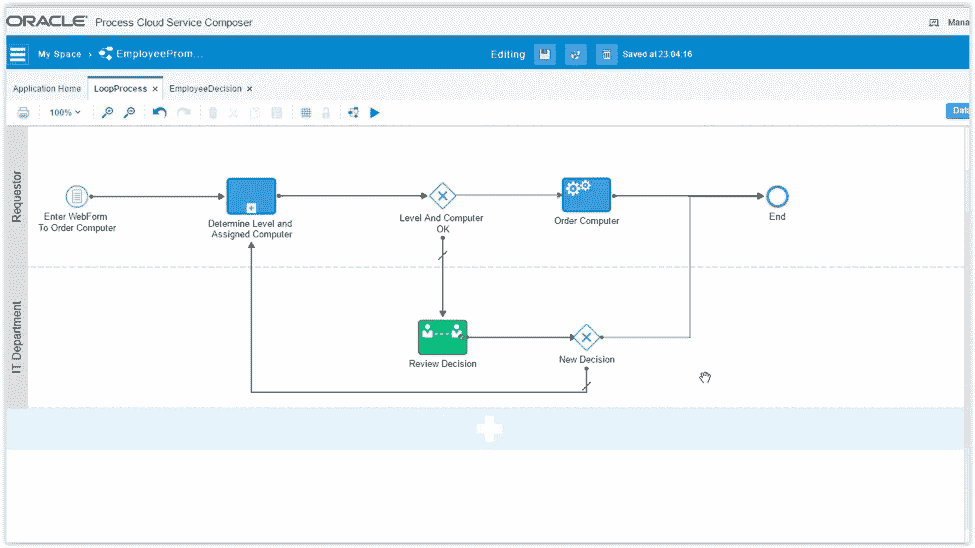 ORACLE Process Cloud Service Composer
My Space › EmployeeProm... Editing Saved at 23.04.16
Application Home LoopProcess × EmployeeDecision ×
100%
Requestor
Enter WebForm
To Order Computer
Determine Level and
Assigned Computer
Level And Computer
OK
Order Computer
End
IT Department
Review Decision
New Decision